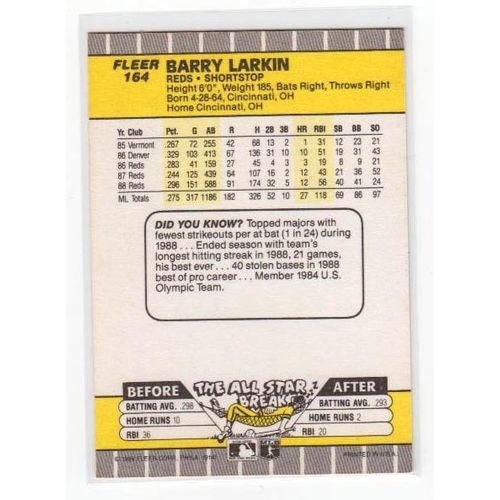 FLEER
164
BARRY LARKIN
REDS • SHORTSTOP
Height 6'0", Weight 185, Bats Right, Throws Right
Born 4-28-64, Cincinnati, OH
Home Cincinnati, OH
Yr. Club Pct. G AB R H 2B 3B HR RBI SB BB SO
85 Vermont .267 72 255 42 68 13 2 1 31 12 23 21
86 Denver .329 103 413 67 136 31 10 10 51 19 31 43
86 Reds .283 41 159 27 45 4 3 3 19 8 9 21
87 Reds .244 125 439 64 107 16 2 12 43 21 36 52
88 Reds .296 151 588 91 174 32 5 12 56 40 41 24
ML Totals .275 317 1186 182 326 52 10 27 118 69 86 97
DID YOU KNOW? Topped majors with
fewest strikeouts per at bat (1 in 24) during
1988 . . . Ended season with team's
longest hitting streak in 1988, 21 games,
his best ever . . . 40 stolen bases in 1988
best of pro career . . . Member 1984 U.S.
Olympic Team.
BEFORE
THE ALL STAR
BREAK
AFTER
BATTING AVG. .298
HOME RUNS 10
RBI 36
BATTING AVG. .293
HOME RUNS 2
RBI 20
FLEER CORP., PHILA.
PRINTED IN U.S.A.